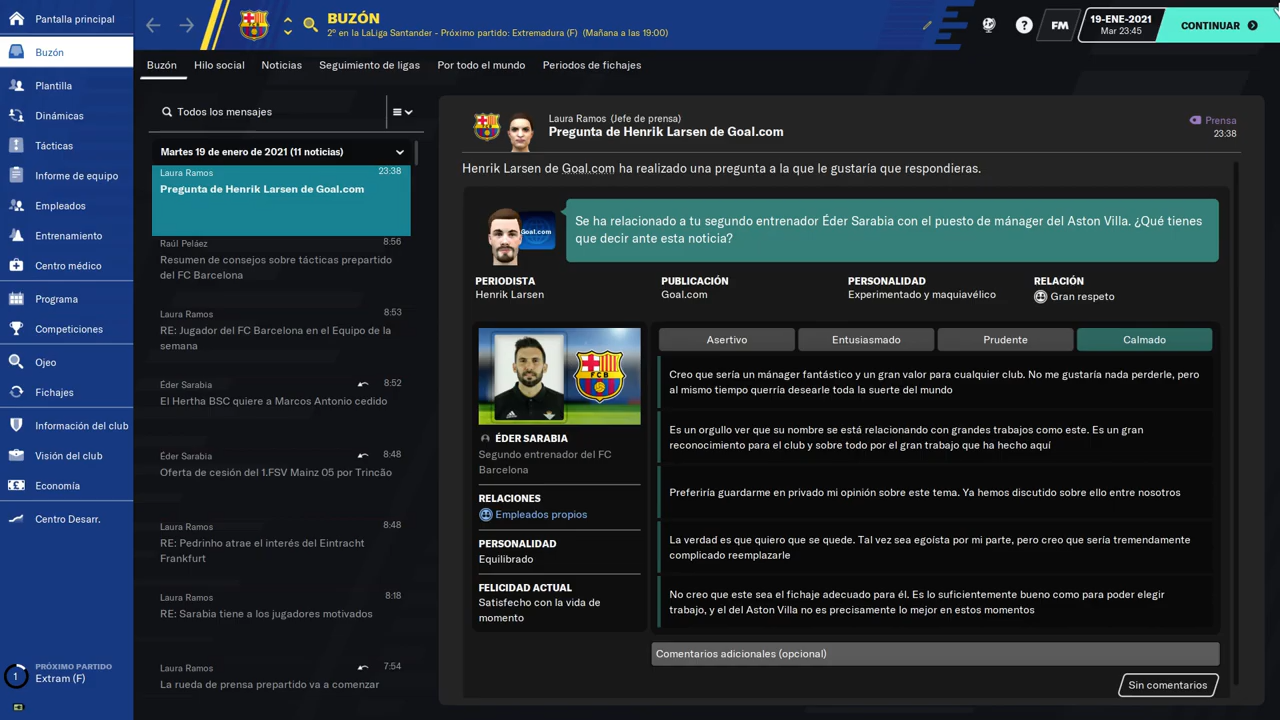 Pantalla principal
Buzón
Plantilla
Dinámicas
Tácticas
Informe de equipo
Empleados
Entrenamiento
Centro médico
Programa
Competiciones
Ojeo
Fichajes
Información del club
Visión del club
Economía
Centro Desarr.
1
PRÓXIMO PARTIDO
Extram (F)
BUZÓN
2º en la LaLiga Santander - Próximo partido: Extremadura (F) (Mañana a las 19:00)
?
FM
19-ENE-2021
Mar 23:45
CONTINUAR
Buzón
Hilo social
Noticias
Seguimiento de ligas
Por todo el mundo
Periodos de fichajes
Todos los mensajes
Martes 19 de enero de 2021 (11 noticias)
Laura Ramos 23:38
Pregunta de Henrik Larsen de Goal.com
Raúl Peláez 8:56
Resumen de consejos sobre tácticas prepartido
del FC Barcelona
Laura Ramos 8:53
RE: Jugador del FC Barcelona en el Equipo de la
semana
Éder Sarabia 8:52
El Hertha BSC quiere a Marcos Antonio cedido
Éder Sarabia 8:48
Oferta de cesión del 1.FSV Mainz 05 por Trincão
Laura Ramos 8:48
RE: Pedrinho atrae el interés del Eintracht
Frankfurt
Laura Ramos 8:18
RE: Sarabia tiene a los jugadores motivados
Laura Ramos 7:54
La rueda de prensa prepartido va a comenzar
Laura Ramos (Jefe de prensa)
Pregunta de Henrik Larsen de Goal.com
Prensa
23:38
Henrik Larsen de Goal.com ha realizado una pregunta a la que le gustaría que respondieras.
Goal.com
Se ha relacionado a tu segundo entrenador Éder Sarabia con el puesto de mánager del Aston Villa. ¿Qué tienes
que decir ante esta noticia?
PERIODISTA
Henrik Larsen
PUBLICACIÓN
Goal.com
PERSONALIDAD
Experimentado y maquiavélico
RELACIÓN
Gran respeto
FCB
ÉDER SARABIA
Segundo entrenador del FC
Barcelona
RELACIONES
Empleados propios
PERSONALIDAD
Equilibrado
FELICIDAD ACTUAL
Satisfecho con la vida de
momento
Asertivo
Entusiasmado
Prudente
Calmado
Creo que sería un mánager fantástico y un gran valor para cualquier club. No me gustaría nada perderle, pero
al mismo tiempo querría desearle toda la suerte del mundo
Es un orgullo ver que su nombre se está relacionando con grandes trabajos como este. Es un gran
reconocimiento para el club y sobre todo por el gran trabajo que ha hecho aquí
Preferiría guardarme en privado mi opinión sobre este tema. Ya hemos discutido sobre ello entre nosotros
La verdad es que quiero que se quede. Tal vez sea egoísta por mi parte, pero creo que sería tremendamente
complicado reemplazarle
No creo que este sea el fichaje adecuado para él. Es lo suficientemente bueno como para poder elegir
trabajo, y el del Aston Villa no es precisamente lo mejor en estos momentos
Comentarios adicionales (opcional)
Sin comentarios